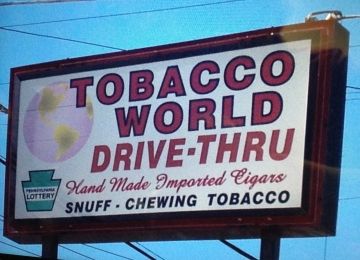 TOBACCO
WORLD
DRIVE-THRU
Hand Made Imported Cigars
SNUFF - CHEWING TOBACCO
PENNSYLVANIA
LOTTERY